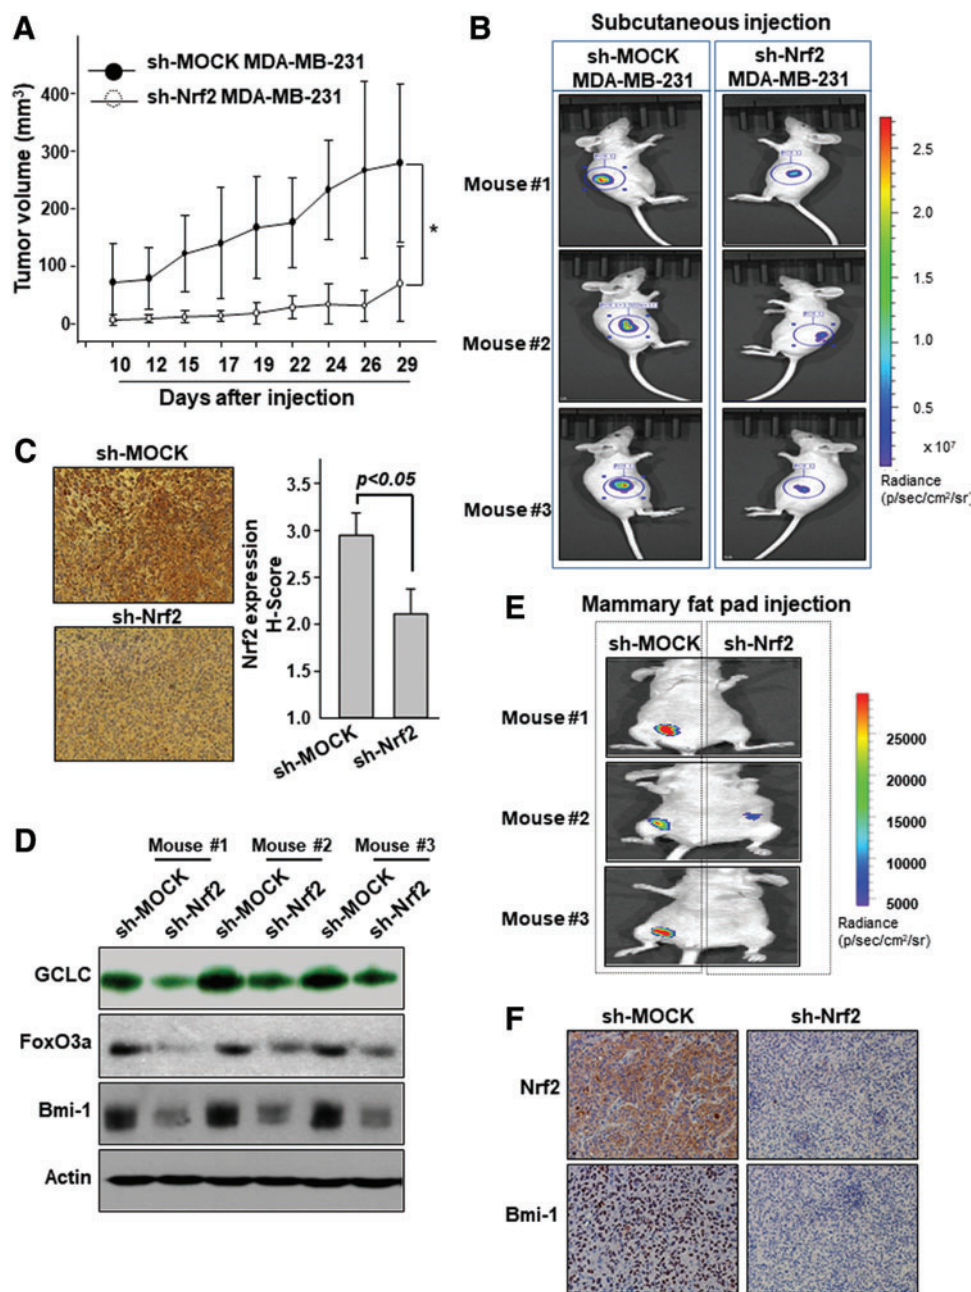 A
sh-MOCK MDA-MB-231
sh-Nrf2 MDA-MB-231
Tumor volume (mm3)
400
300
200
100
0
*
10 12 15 17 19 22 24 26 29
Days after injection
B
Subcutaneous injection
sh-MOCK
MDA-MB-231
sh-Nrf2
MDA-MB-231
Mouse #1
Mouse #2
Mouse #3
2.5
2.0
1.5
1.0
0.5
x 10⁷
Radiance
(p/sec/cm²/sr)
C
sh-MOCK
sh-Nrf2
Nrf2 expression
H-Score
3.5
3.0
2.5
2.0
1.5
1.0
p<0.05
sh-MOCK
sh-Nrf2
D
Mouse #1 Mouse #2 Mouse #3
sh-MOCK sh-Nrf2 sh-MOCK sh-Nrf2 sh-MOCK sh-Nrf2
GCLC
FoxO3a
Bmi-1
Actin
E
Mammary fat pad injection
sh-MOCK sh-Nrf2
Mouse #1
Mouse #2
Mouse #3
25000
20000
15000
10000
5000
Radiance
(p/sec/cm²/sr)
F
sh-MOCK sh-Nrf2
Nrf2
Bmi-1